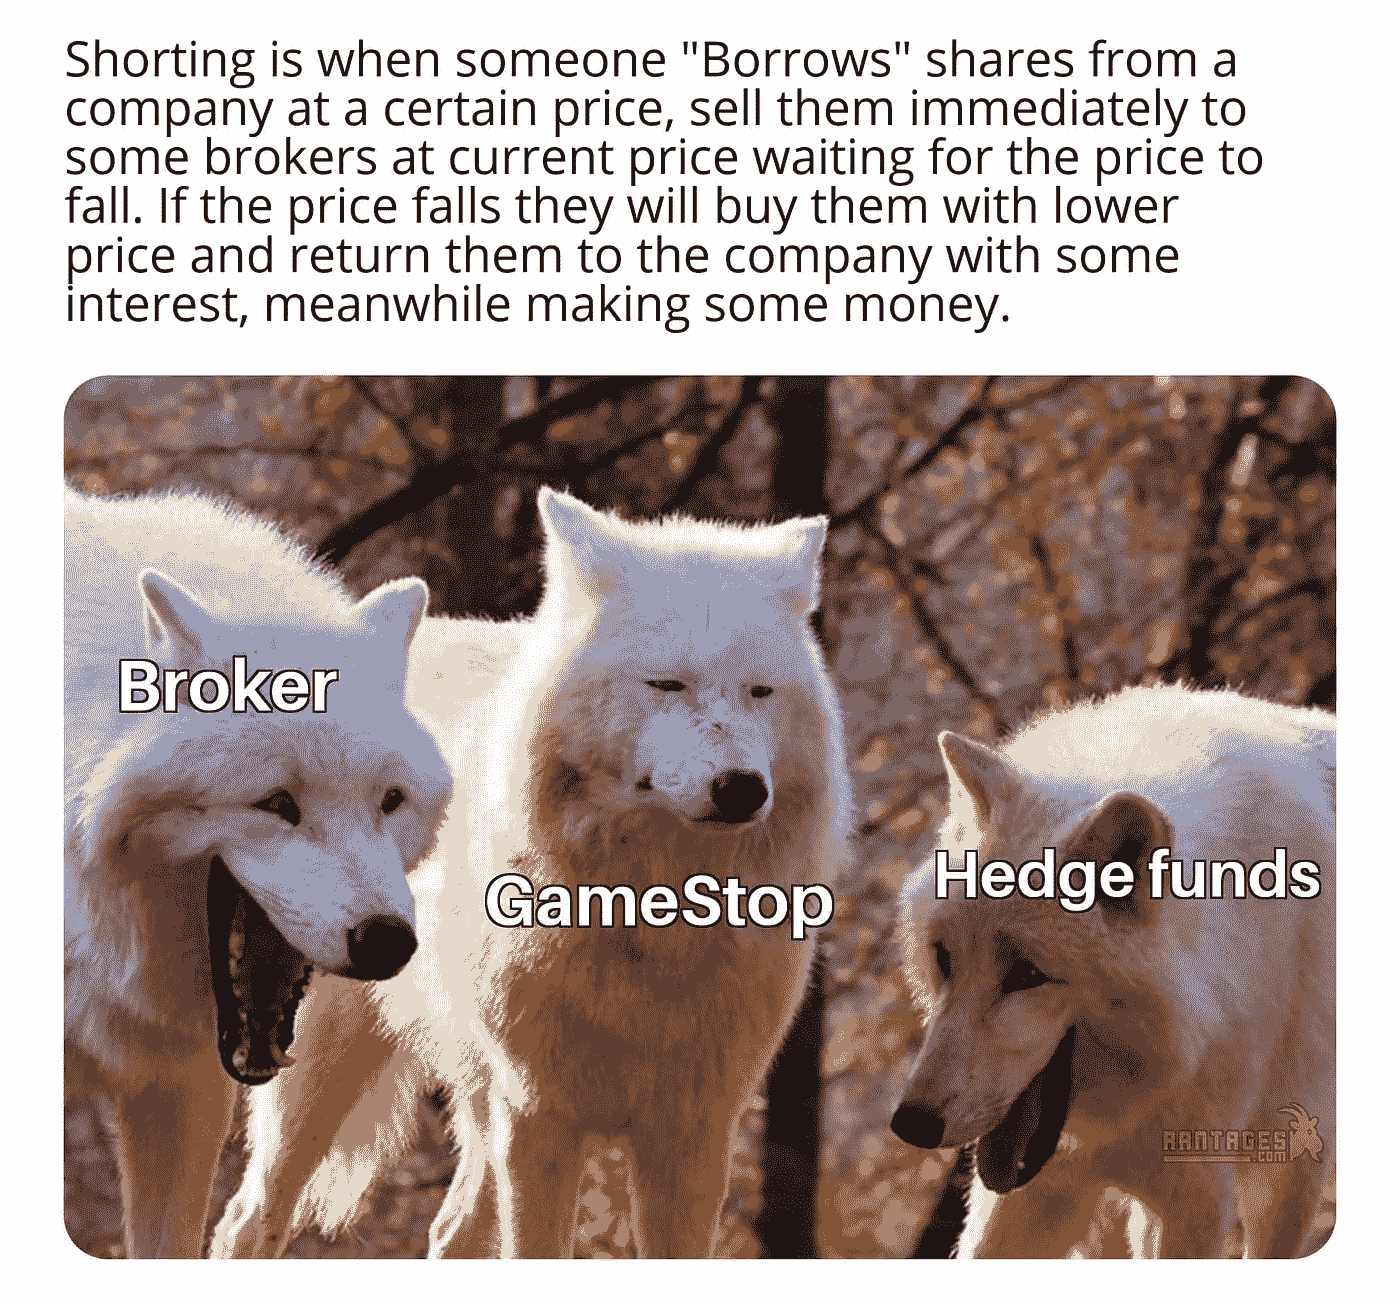 Shorting is when someone "Borrows" shares from a
company at a certain price, sell them immediately to
some brokers at current price waiting for the price to
fall. If the price falls they will buy them with lower
price and return them to the company with some
interest, meanwhile making some money.
Broker
GameStop
Hedge funds
RANTAGES
.COM